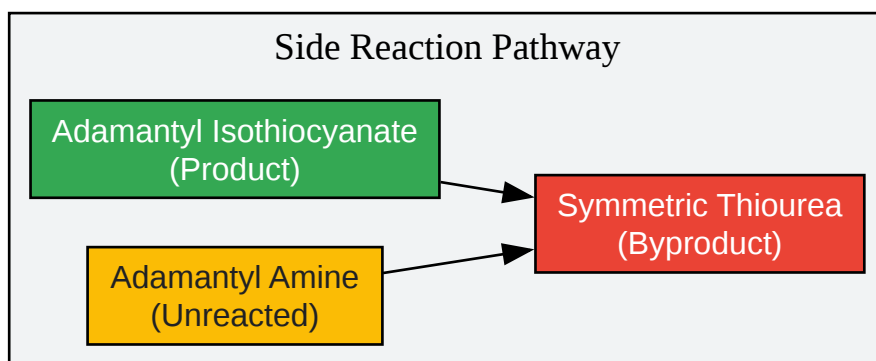 Side Reaction Pathway
Adamantyl Isothiocyanate
(Product)
Symmetric Thiourea
(Byproduct)
Adamantyl Amine
(Unreacted)